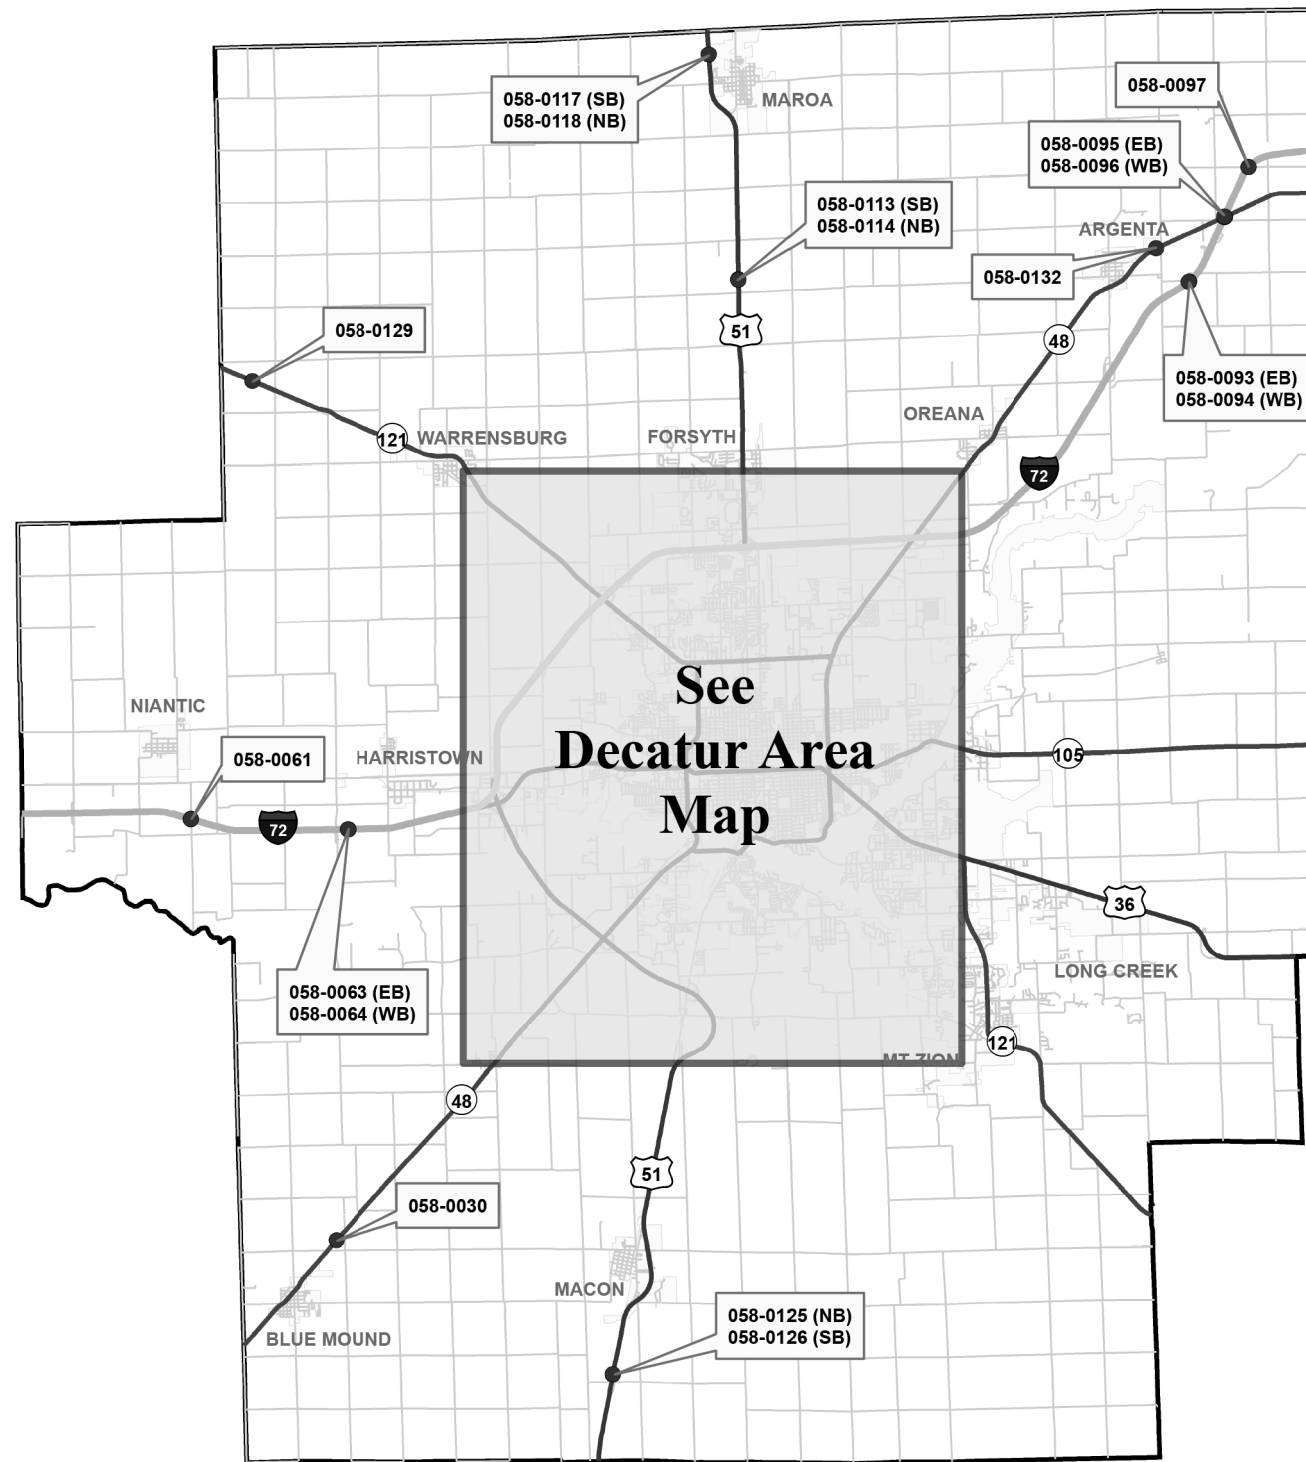 058-0117 (SB)
058-0118 (NB)
MAROA
058-0097
058-0095 (EB)
058-0096 (WB)
058-0113 (SB)
058-0114 (NB)
ARGENTA
058-0132
058-0129
51
48
058-0093 (EB)
058-0094 (WB)
OREANA
121
WARRENSBURG
FORSYTH
72
See
Decatur Area
Map
NIANTIC
HARRISTOWN
058-0061
105
72
36
LONG CREEK
058-0063 (EB)
058-0064 (WB)
121
MT ZION
48
51
058-0030
MACON
058-0125 (NB)
058-0126 (SB)
BLUE MOUND